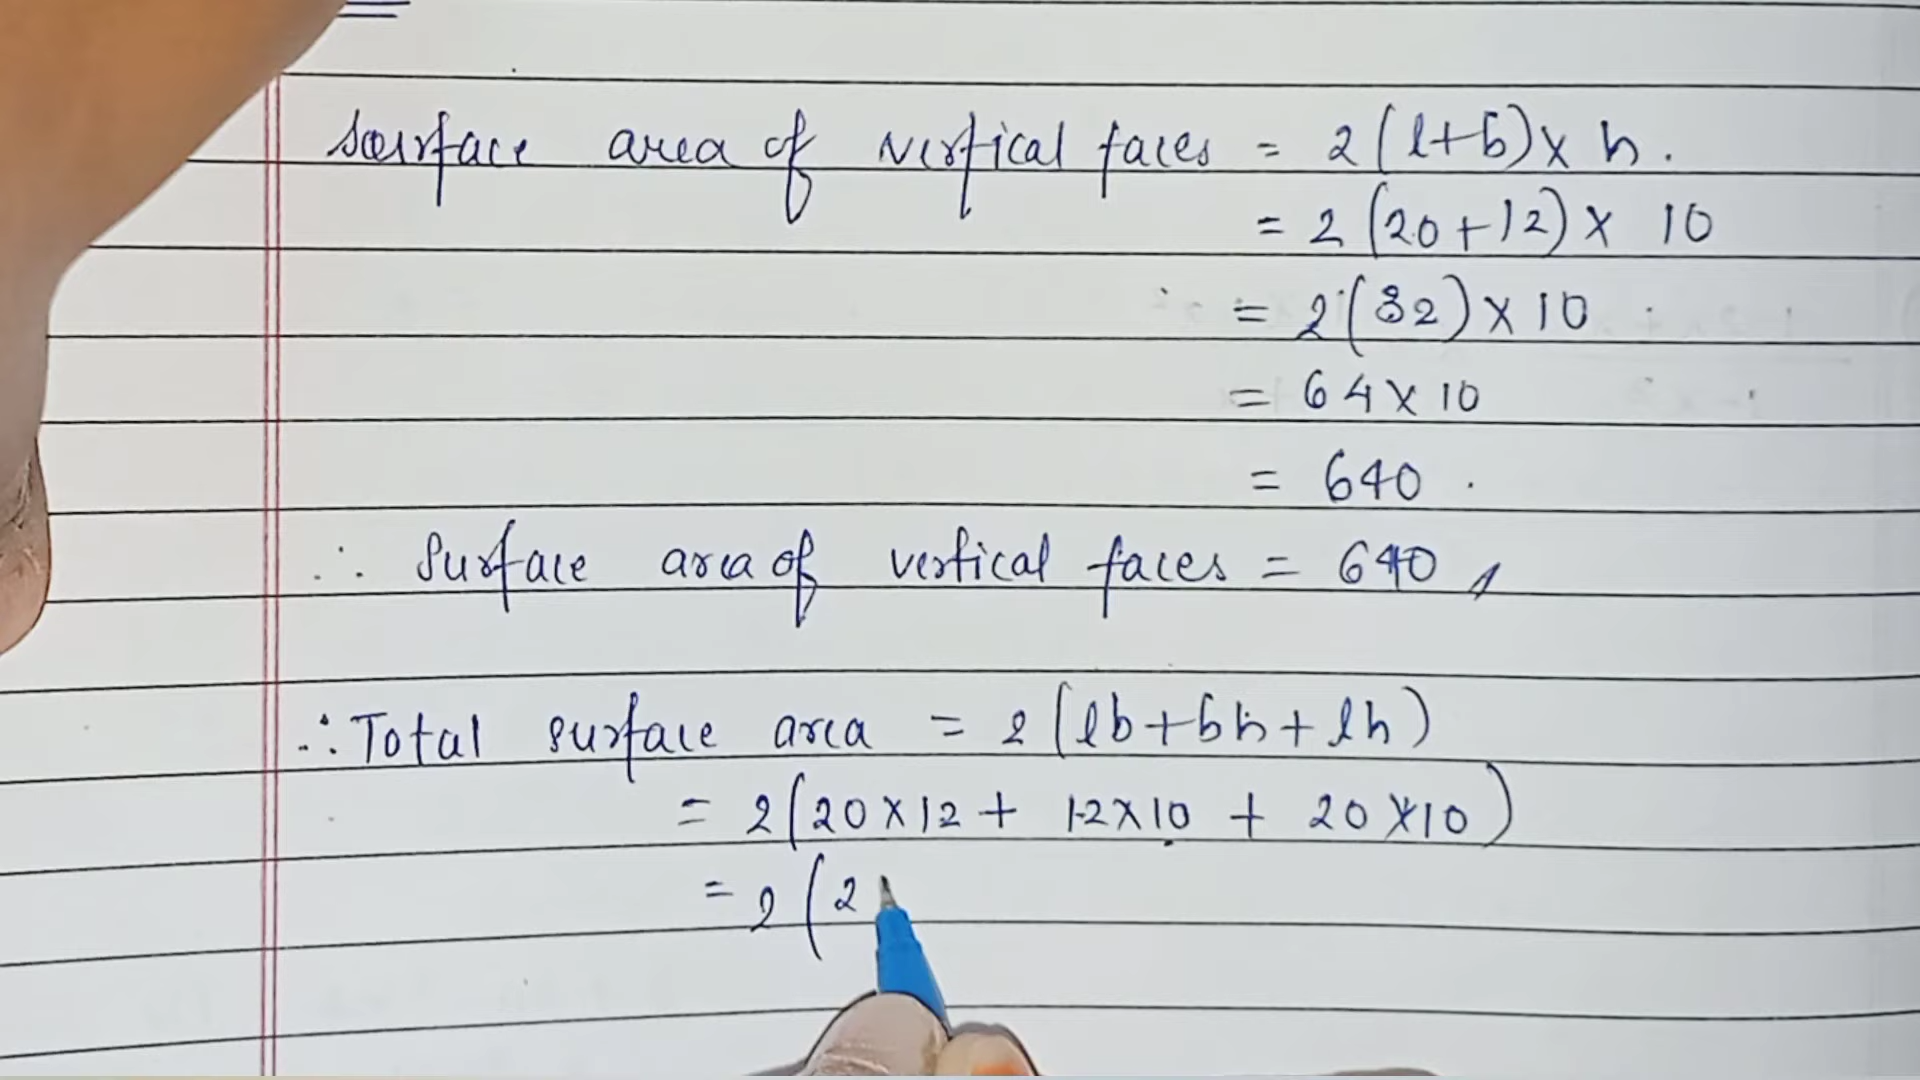 Surface area of vertical faces = 2(l+b)× h.
= 2(20+12)× 10
= 2(32)×10
= 64×10
= 640 .
∴ Surface area of vertical faces = 640
∴ Total surface area = 2(lb+bh+lh)
= 2(20×12+ 12×10 + 20×10)
= 2(2